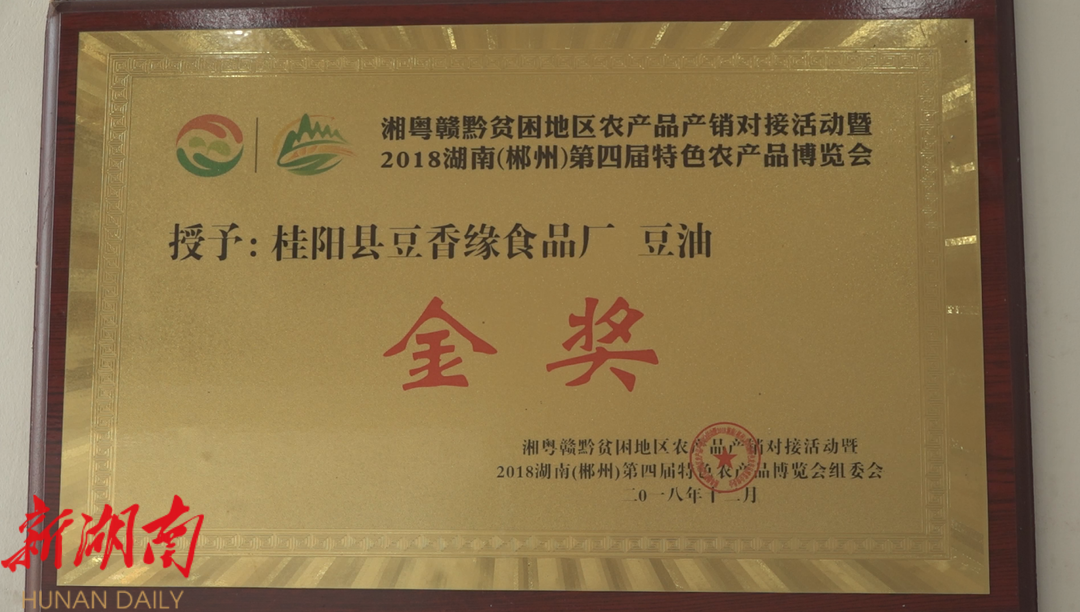 湘粤赣黔贫困地区农产品产销对接活动暨
2018湖南(郴州)第四届特色农产品博览会
授予:桂阳县豆香缘食品厂 豆油
金奖
湘粤赣黔贫困地区农产品产销对接活动暨
2018湖南(郴州)第四届特色农产品博览会组委会
二0一八年十二月
新湖南
HUNAN DAILY